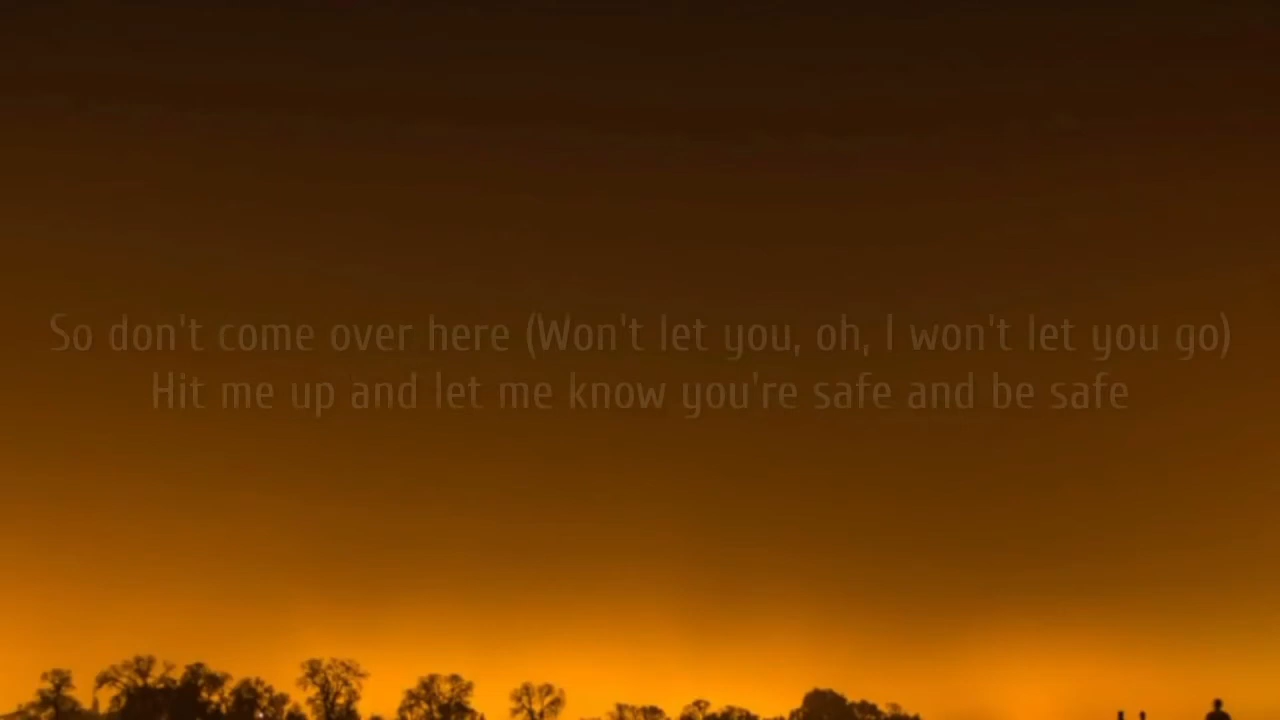 So don't come over here (Won't let you, oh, I won't let you go)
Hit me up and let me know you're safe and be safe